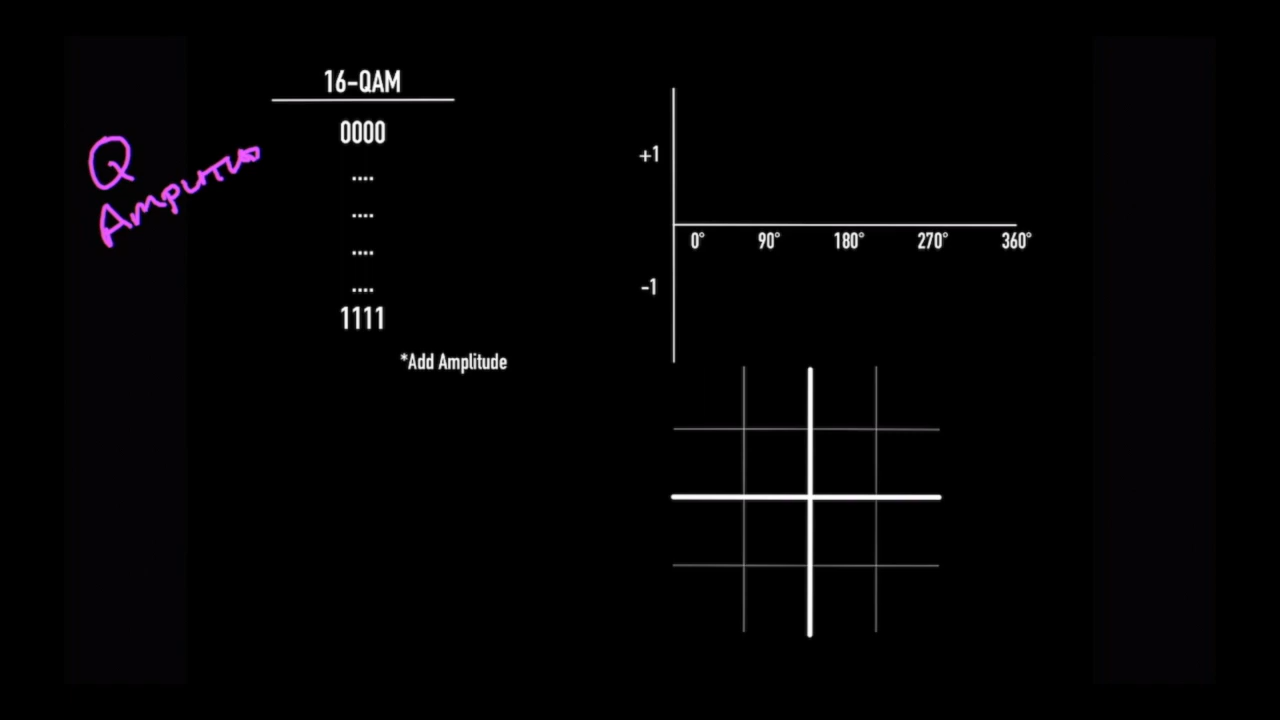 16-QAM
0000
....
....
....
....
1111
*Add Amplitude
Q
+1
0° 90° 180° 270° 360°
-1